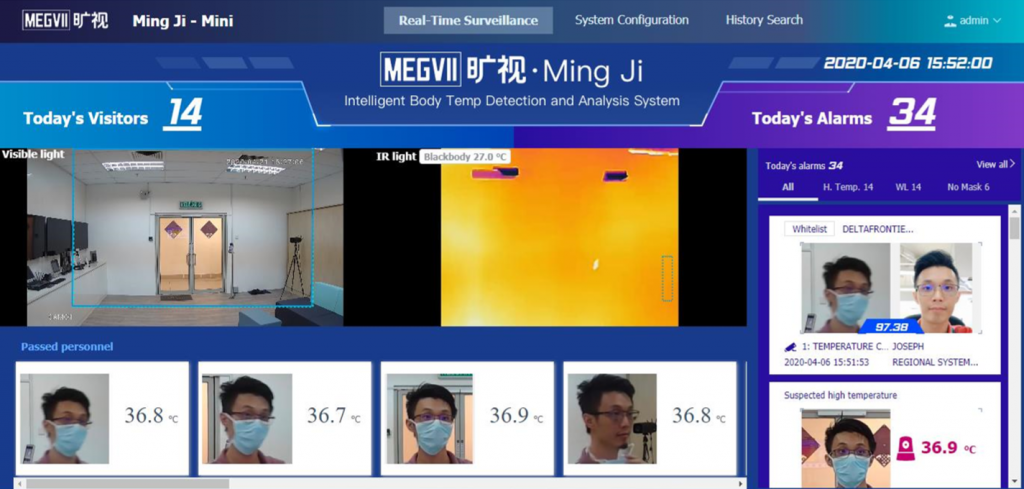 MEGVII 旷视 Ming Ji - Mini
Real-Time Surveillance
System Configuration
History Search
admin
MEGVII 旷视 · Ming Ji
Intelligent Body Temp Detection and Analysis System
2020-04-06 15:52:00
Today's Visitors 14
Today's Alarms 34
Visible light
IR light
Blackbody 27.0 °C
Today's alarms 34
View all
All
H. Temp. 14
WL 14
No Mask 6
Whitelist
DELTAFRONTIE...
97.38
1: TEMPERATURE C...
JOSEPH
2020-04-06 15:51:53
REGIONAL SYSTEM...
Passed personnel
36.8 °C
36.7 °C
36.9 °C
36.8 °C
Suspected high temperature
36.9 °C